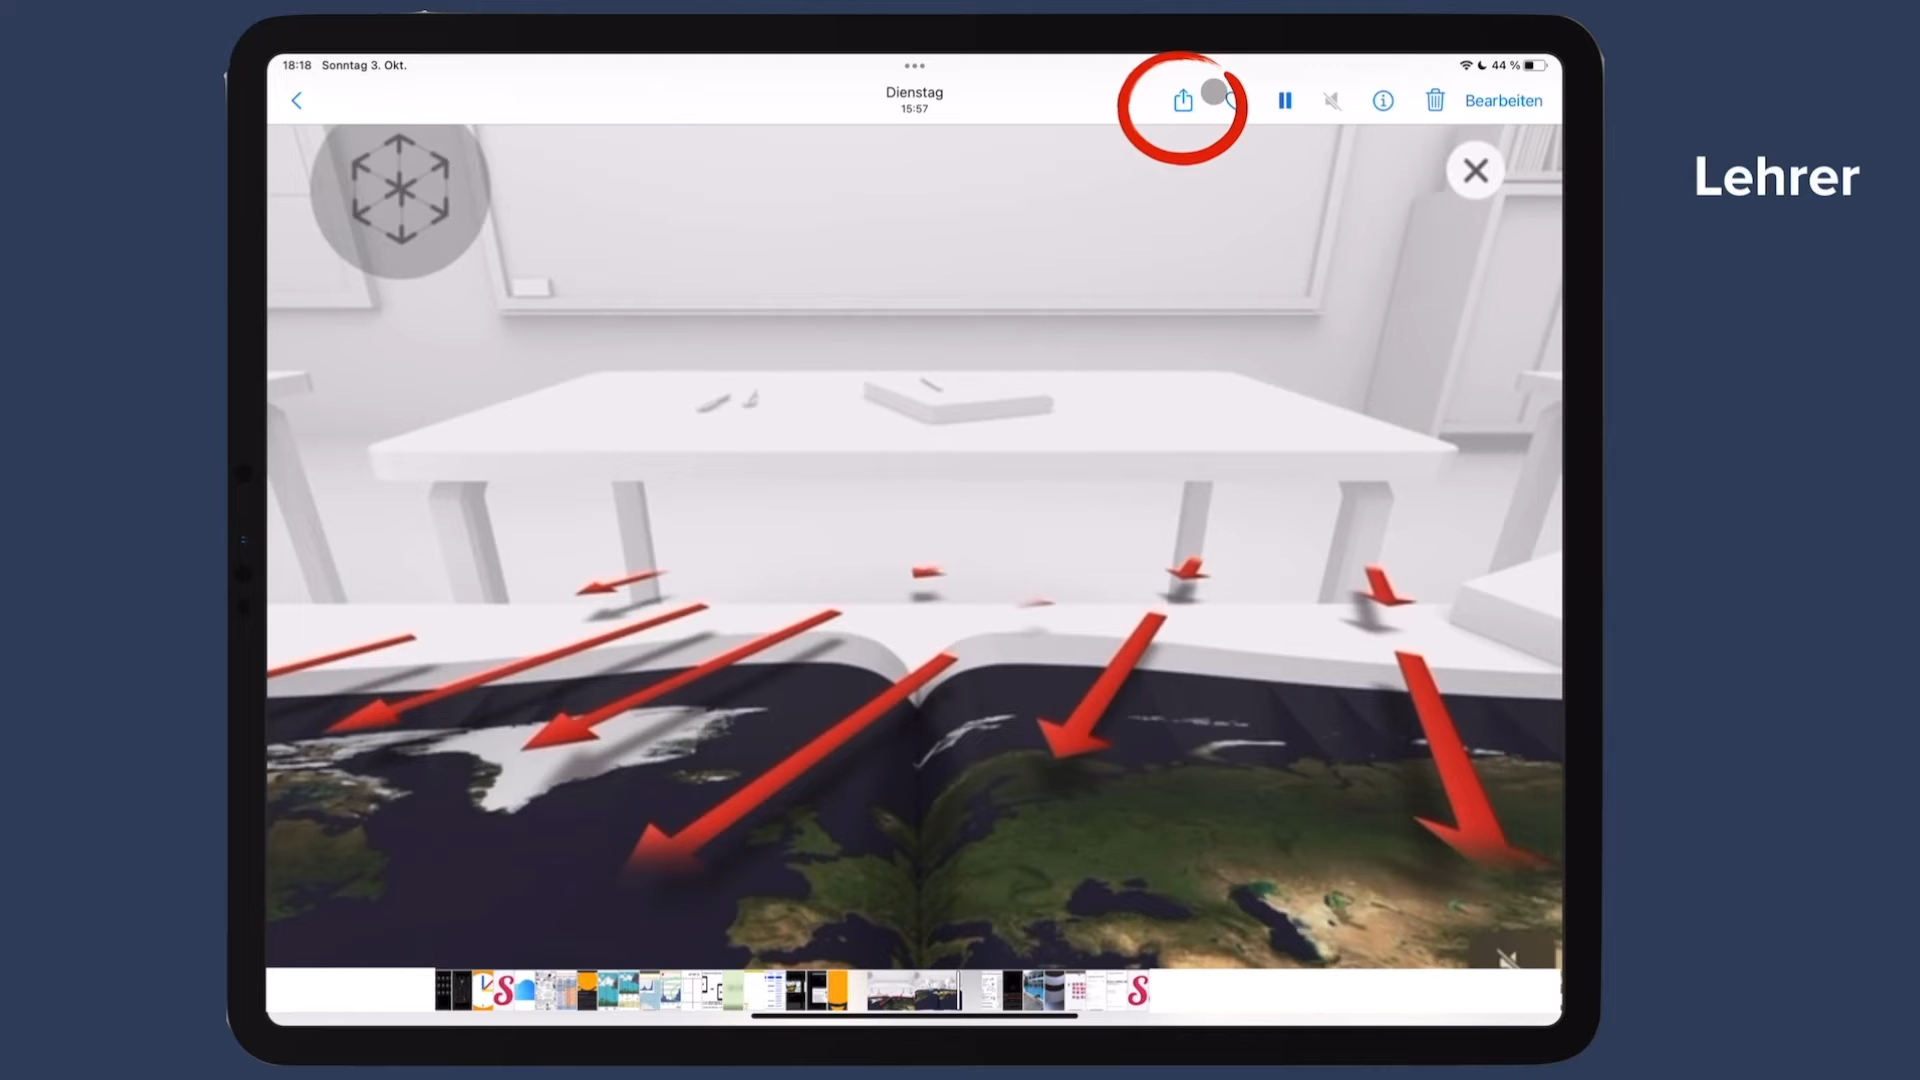 18:18 Sonntag 3. Okt.
44 %
Dienstag
15:57
Bearbeiten
Lehrer